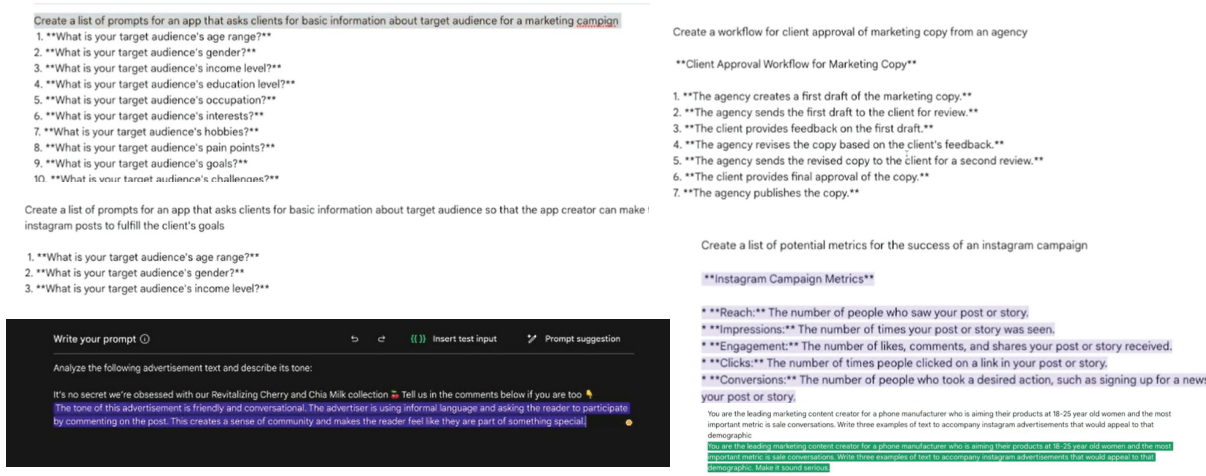 Create a list of prompts for an app that asks clients for basic information about target audience for a marketing campign
1. **What is your target audience's age range?**
2. **What is your target audience's gender?**
3. **What is your target audience's income level?**
4. **What is your target audience's education level?**
5. **What is your target audience's occupation?**
6. **What is your target audience's interests?**
7. **What is your target audience's hobbies?**
8. **What is your target audience's pain points?**
9. **What is your target audience's goals?**
10. **What is your target audience's challenges?**
Create a list of prompts for an app that asks clients for basic information about target audience so that the app creator can make
instagram posts to fulfill the client's goals
1. **What is your target audience's age range?**
2. **What is your target audience's gender?**
3. **What is your target audience's income level?**
Write your prompt
{{}} Insert test input
Prompt suggestion
Analyze the following advertisement text and describe its tone:
It's no secret we're obsessed with our Revitalizing Cherry and Chia Milk collection 🍒 Tell us in the comments below if you are too 👇
The tone of this advertisement is friendly and conversational. The advertiser is using informal language and asking the reader to participate
by commenting on the post. This creates a sense of community and makes the reader feel like they are part of something special.
Create a workflow for client approval of marketing copy from an agency
**Client Approval Workflow for Marketing Copy**
1. **The agency creates a first draft of the marketing copy.**
2. **The agency sends the first draft to the client for review.**
3. **The client provides feedback on the first draft.**
4. **The agency revises the copy based on the client's feedback.**
5. **The agency sends the revised copy to the client for a second review.**
6. **The client provides final approval of the copy.**
7. **The agency publishes the copy.**
Create a list of potential metrics for the success of an instagram campaign
**Instagram Campaign Metrics**
* **Reach:** The number of people who saw your post or story.
* **Impressions:** The number of times your post or story was seen.
* **Engagement:** The number of likes, comments, and shares your post or story received.
* **Clicks:** The number of times people clicked on a link in your post or story.
* **Conversions:** The number of people who took a desired action, such as signing up for a news
your post or story.
You are the leading marketing content creator for a phone manufacturer who is aiming their products at 18-25 year old women and the most
important metric is sale conversations. Write three examples of text to accompany instagram advertisements that would appeal to that
demographic
You are the leading marketing content creator for a phone manufacturer who is aiming their products at 18-25 year old women and the most
important metric is sale conversations. Write three examples of text to accompany instagram advertisements that would appeal to that
demographic. Make it sound serious.